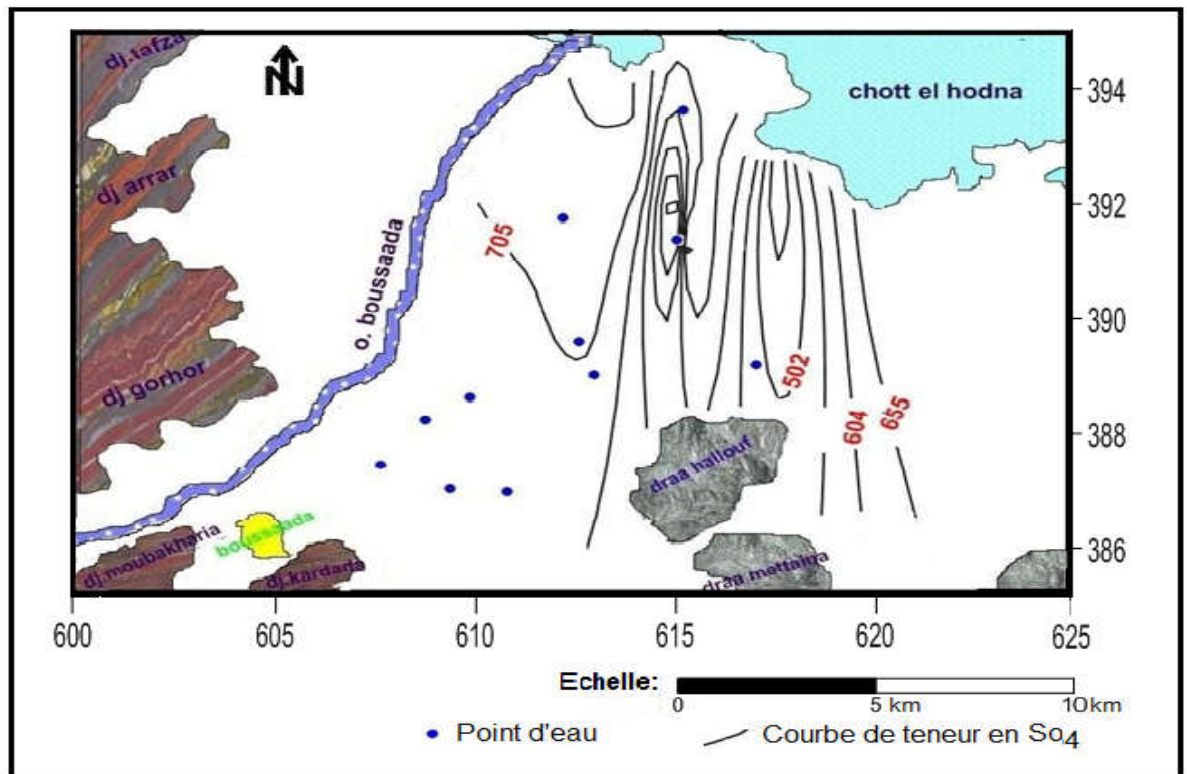 dj.tafza
N
chott el hodna
394
dj arrar
392
705
o. boussaada
390
dj gorhor
502
604
655
388
draa hallouf
boussaada
dj.moubakharia
dj.kardada
draa mettaina
386
600
605
610
615
620
625
Echelle:
0
5 km
10km
Point d'eau
Courbe de teneur en So4